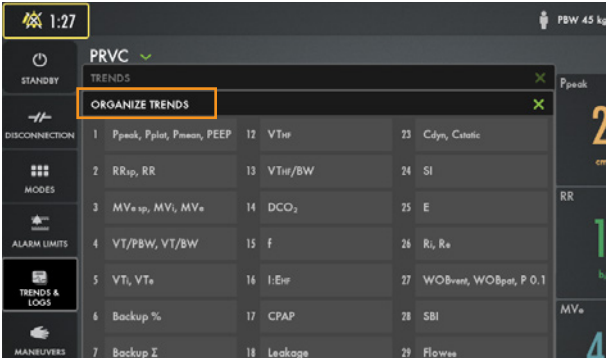 1:27
PBW 45 kg
STANDBY
PRVC
TRENDS
ORGANIZE TRENDS
Ppeak
2
cm
DISCONNECTION
1 Ppeak, Pplat, Pmean, PEEP 12 VTHF 23 Cdyn, Cstatic
MODES
2 RRsp, RR 13 VTHF/BW 24 SI
RR
1
b/
3 MVe sp, MVi, MVe 14 DCO₂ 25 E
ALARM LIMITS
4 VT/PBW, VT/BW 15 f 26 Ri, Re
TRENDS &
LOGS
5 VTi, VTe 16 I:EHF 27 WOBvent, WOBpat, P 0.1
6 Backup % 17 CPAP 28 SBI
MVe
4
MANEUVERS
7 Backup Σ 18 Leakage 29 Flowee